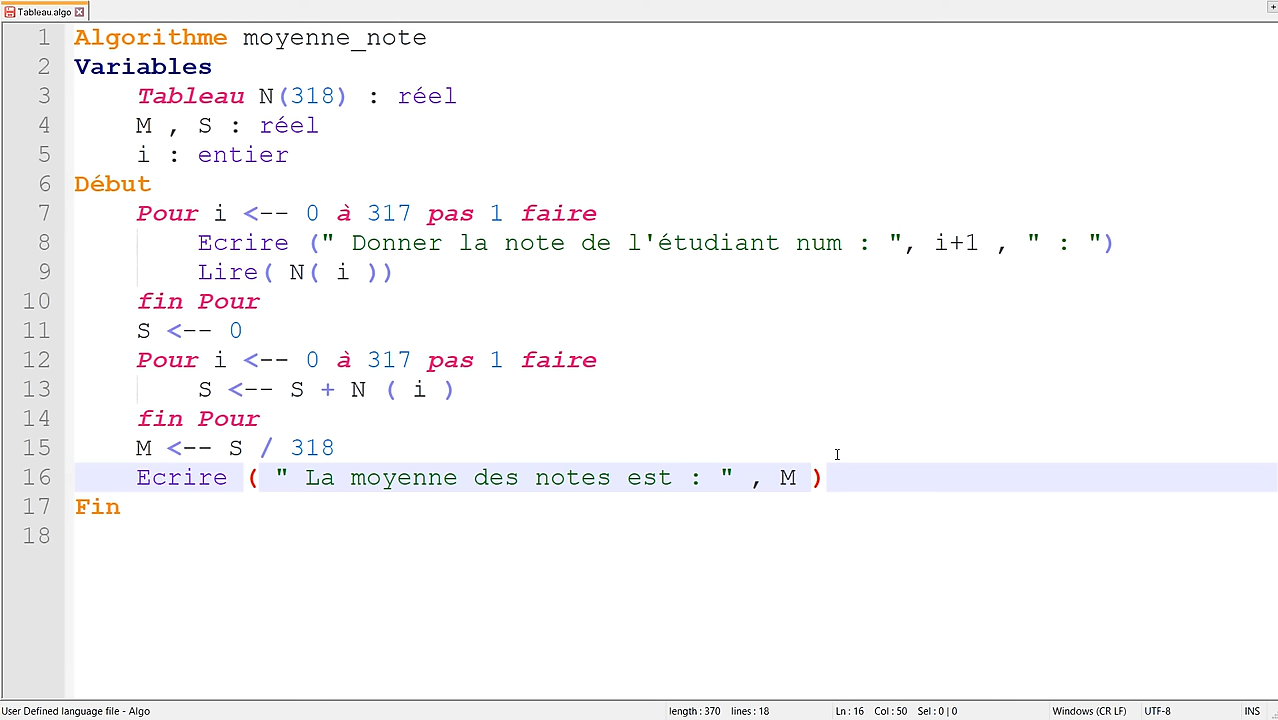 Tableau.algo
1 Algorithme moyenne_note
2 Variables
3 Tableau N(318) : réel
4 M , S : réel
5 i : entier
6 Début
7 Pour i <-- 0 à 317 pas 1 faire
8 Ecrire (" Donner la note de l'étudiant num : ", i+1 , " : ")
9 Lire( N( i ))
10 fin Pour
11 S <-- 0
12 Pour i <-- 0 à 317 pas 1 faire
13 S <-- S + N ( i )
14 fin Pour
15 M <-- S / 318
16 Ecrire ( " La moyenne des notes est : " , M )
17 Fin
18
User Defined language file - Algo length : 370 lines : 18 Ln : 16 Col : 50 Sel : 0 | 0 Windows (CR LF) UTF-8 INS